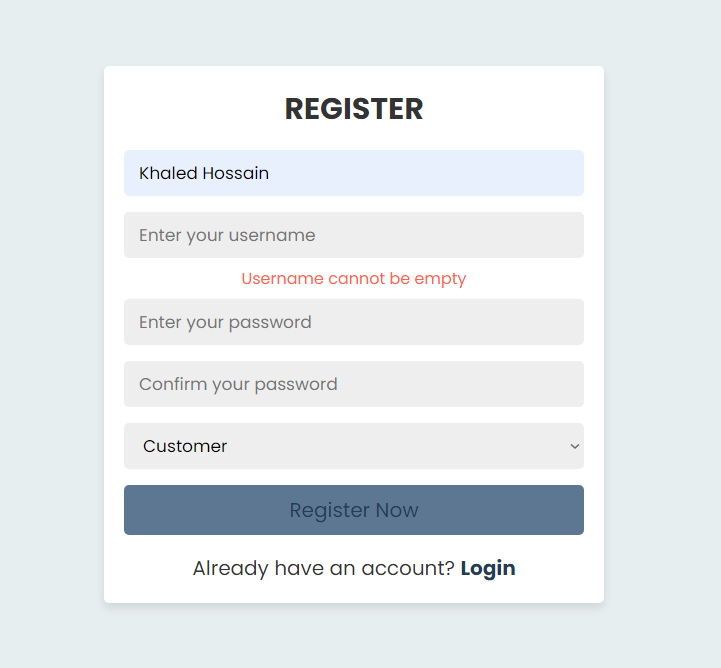 REGISTER
Khaled Hossain
Enter your username
Username cannot be empty
Enter your password
Confirm your password
Customer
Register Now
Already have an account? Login